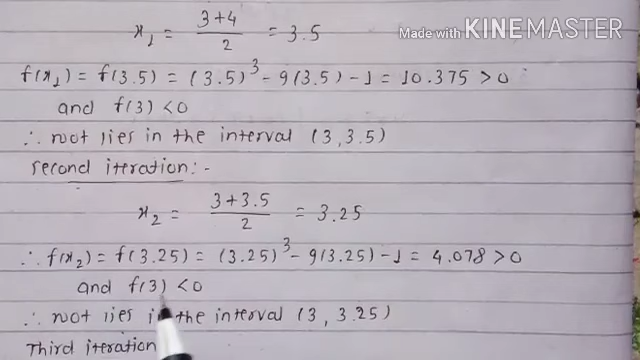 Made with KINEMASTER
x₁ = (3+4)/2 = 3.5
f(x₁) = f(3.5) = (3.5)³ - 9(3.5) - 1 = 10.375 > 0
and f(3) < 0
∴ root lies in the interval (3, 3.5)
second iteration:-
x₂ = (3+3.5)/2 = 3.25
∴ f(x₂) = f(3.25) = (3.25)³ - 9(3.25) - 1 = 4.078 > 0
and f(3) < 0
∴ root lies in the interval (3, 3.25)
Third iteration